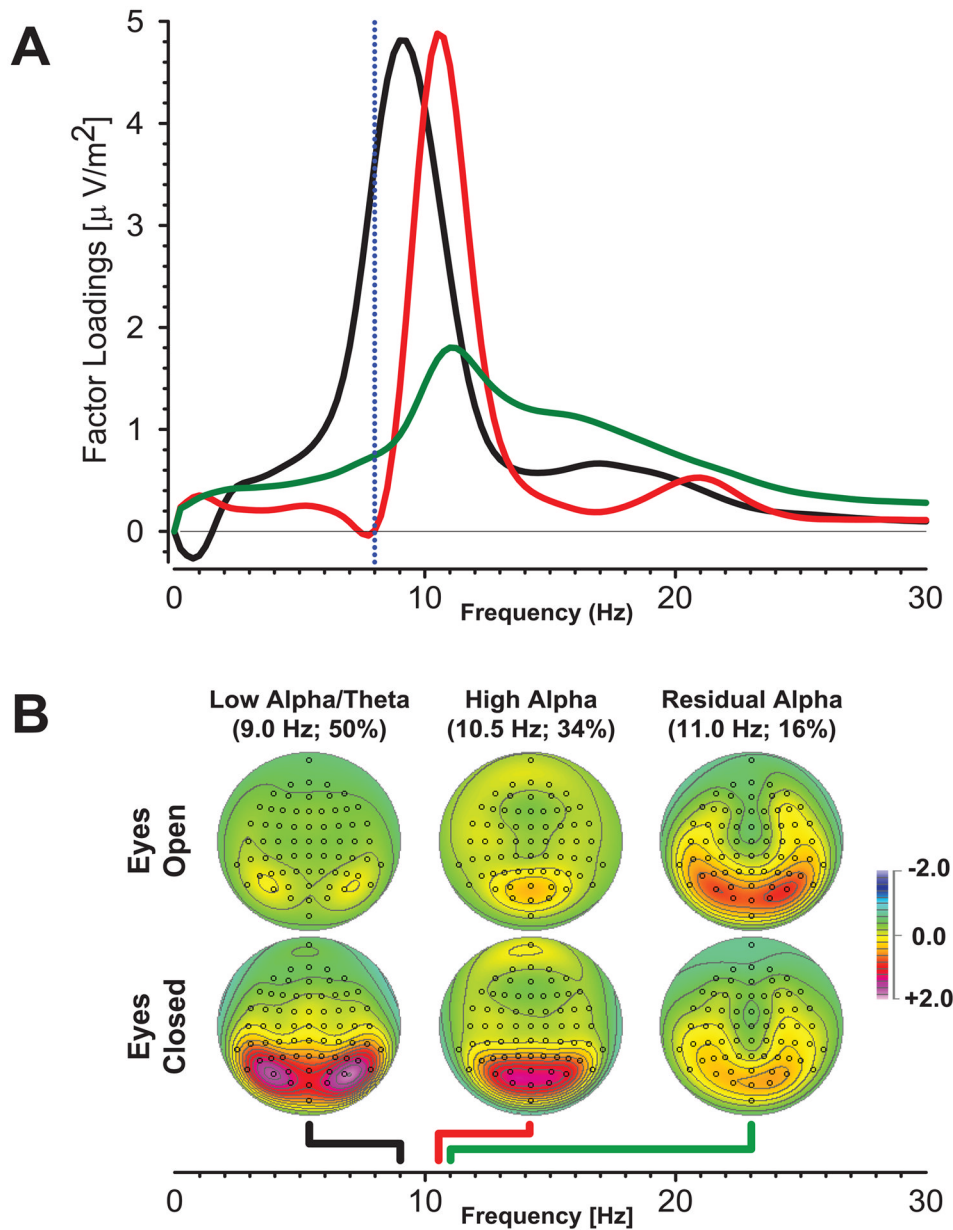 A
5
4
3
2
1
0
Factor Loadings [μ V/m2]
0 10 20 30
Frequency (Hz)
B
Low Alpha/Theta
(9.0 Hz; 50%)
High Alpha
(10.5 Hz; 34%)
Residual Alpha
(11.0 Hz; 16%)
Eyes
Open
Eyes
Closed
-2.0
0.0
+2.0
0 10 20 30
Frequency [Hz]